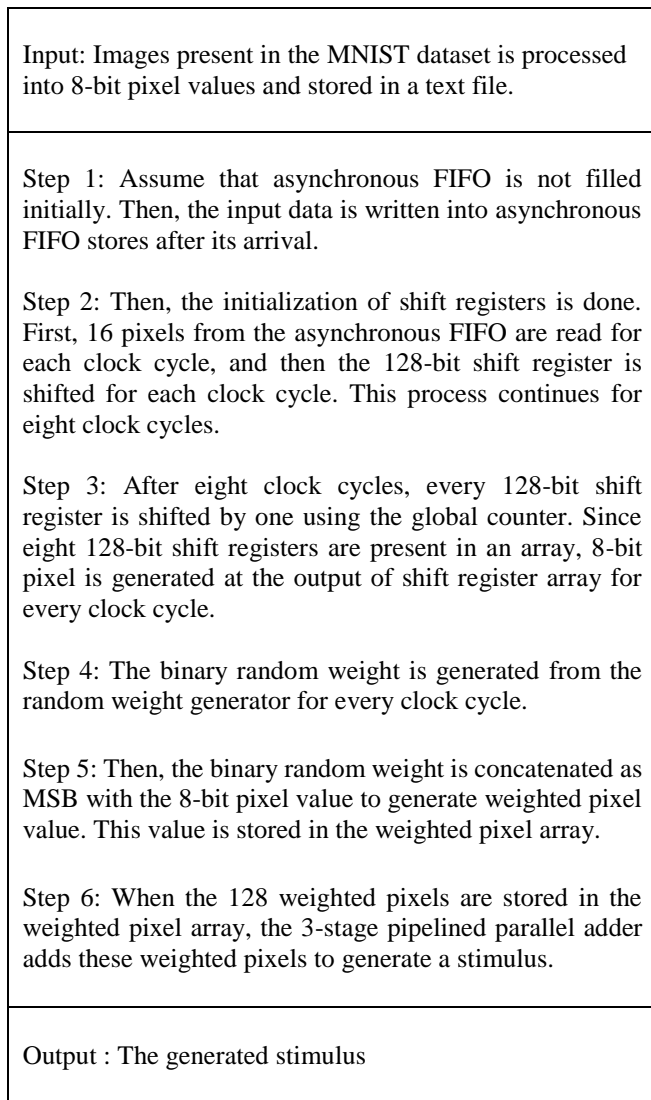 Input: Images present in the MNIST dataset is processed
into 8-bit pixel values and stored in a text file.
Step 1: Assume that asynchronous FIFO is not filled
initially. Then, the input data is written into asynchronous
FIFO stores after its arrival.
Step 2: Then, the initialization of shift registers is done.
First, 16 pixels from the asynchronous FIFO are read for
each clock cycle, and then the 128-bit shift register is
shifted for each clock cycle. This process continues for
eight clock cycles.
Step 3: After eight clock cycles, every 128-bit shift
register is shifted by one using the global counter. Since
eight 128-bit shift registers are present in an array, 8-bit
pixel is generated at the output of shift register array for
every clock cycle.
Step 4: The binary random weight is generated from the
random weight generator for every clock cycle.
Step 5: Then, the binary random weight is concatenated as
MSB with the 8-bit pixel value to generate weighted pixel
value. This value is stored in the weighted pixel array.
Step 6: When the 128 weighted pixels are stored in the
weighted pixel array, the 3-stage pipelined parallel adder
adds these weighted pixels to generate a stimulus.
Output : The generated stimulus